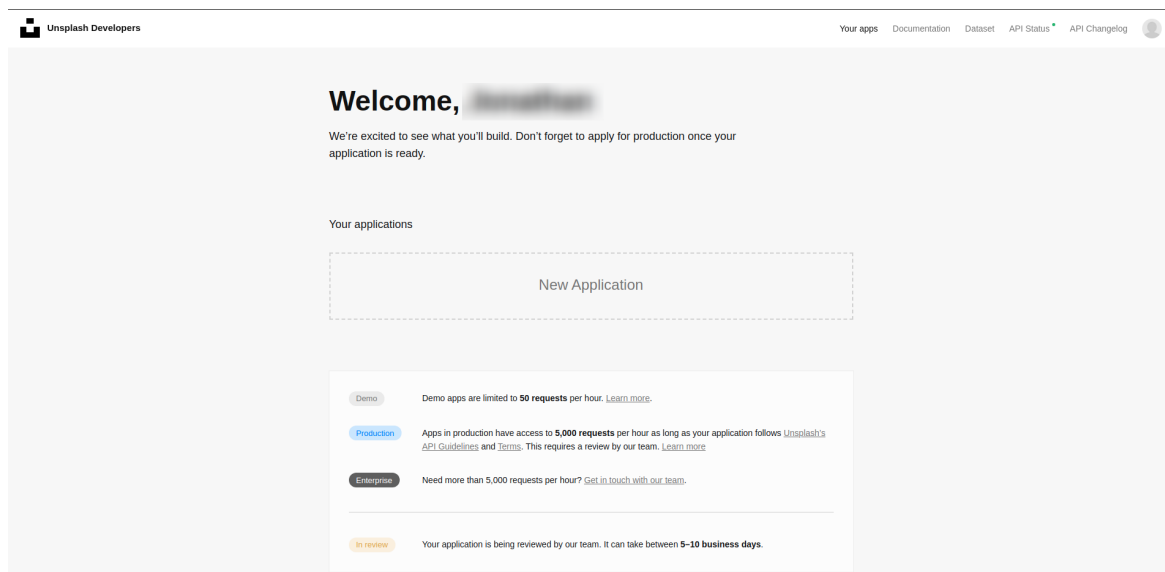 Unsplash Developers
Your apps
Documentation
Dataset
API Status
API Changelog
Welcome,
We’re excited to see what you’ll build. Don’t forget to apply for production once your
application is ready.
Your applications
New Application
Demo
Demo apps are limited to 50 requests per hour. Learn more.
Production
Apps in production have access to 5,000 requests per hour as long as your application follows Unsplash's
API Guidelines and Terms. This requires a review by our team. Learn more
Enterprise
Need more than 5,000 requests per hour? Get in touch with our team.
In review
Your application is being reviewed by our team. It can take between 5–10 business days.